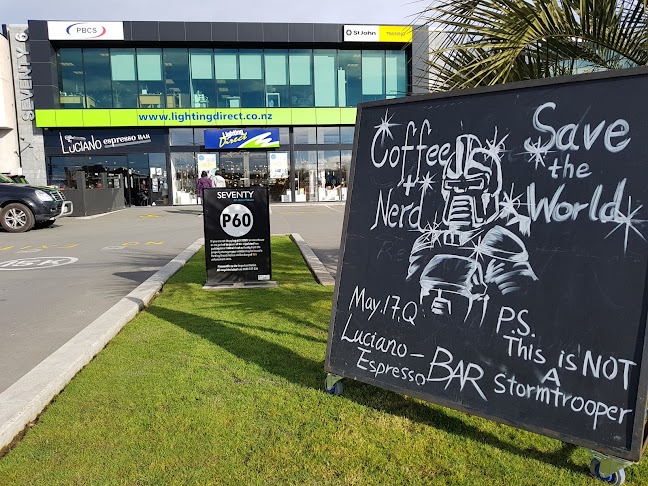 PBCS
St John
SEVENTY 6
www.lightingdirect.co.nz
LUCIANO ESPRESSO BAR
Lighting
Direct
SEVENTY
P60
Coffee
+
Nerd
Save
the
World
May.17.Q
Luciano - BAR
Espresso
P.S.
This is NOT
A
Stormtrooper